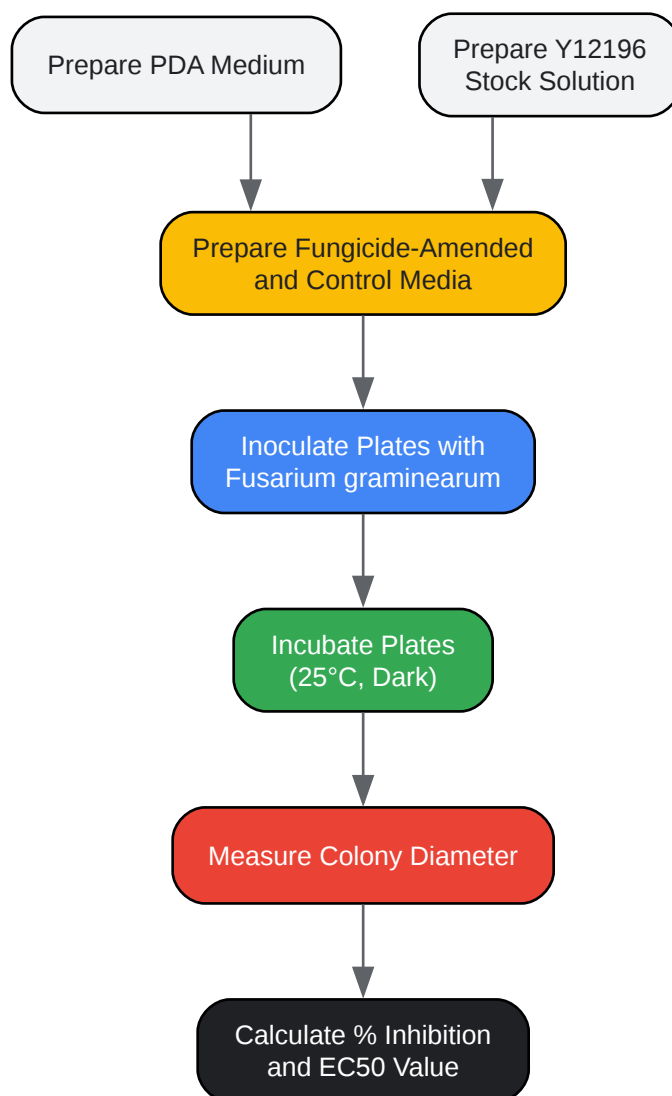 Prepare PDA Medium
Prepare Y12196
Stock Solution
Prepare Fungicide-Amended
and Control Media
Inoculate Plates with
Fusarium graminearum
Incubate Plates
(25°C, Dark)
Measure Colony Diameter
Calculate % Inhibition
and EC50 Value